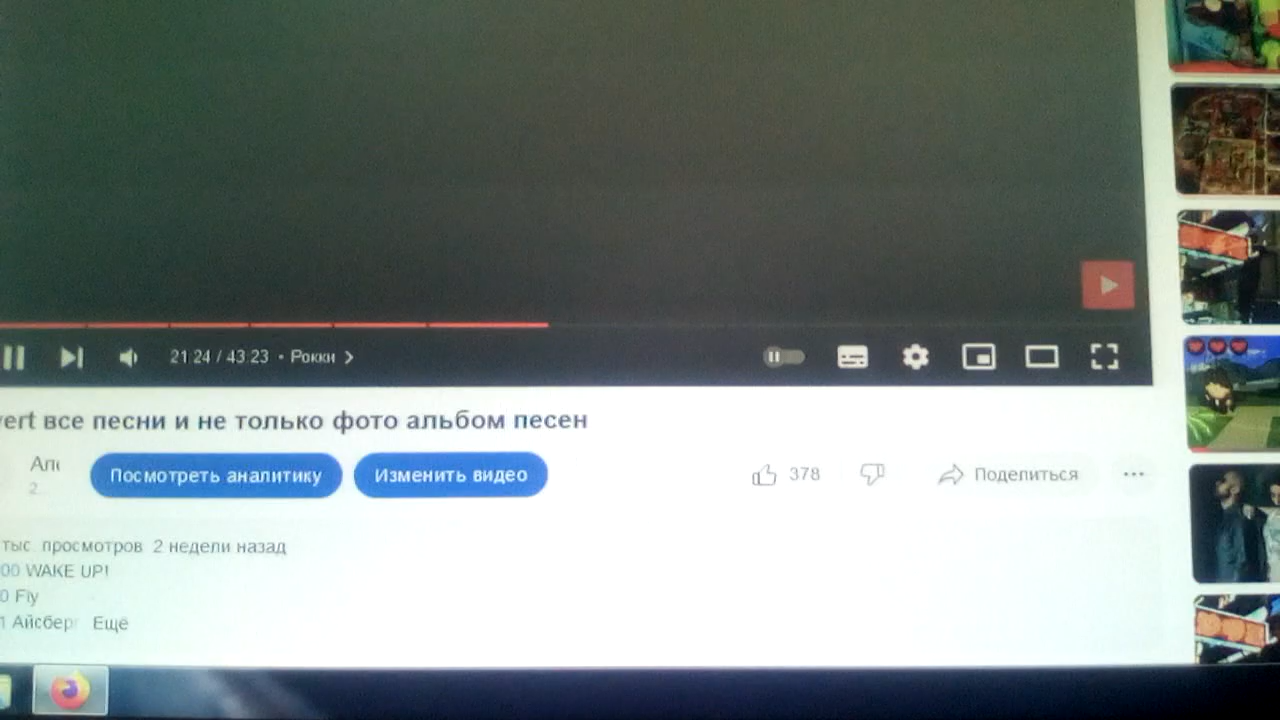 21:24 / 43:23 • Рокки
vert все песни и не только фото альбом песен
Посмотреть аналитику
Изменить видео
378
Поделиться
2
тыс. просмотров 2 недели назад
00 WAKE UP!
0 Fly
1 Айсберг Ещё